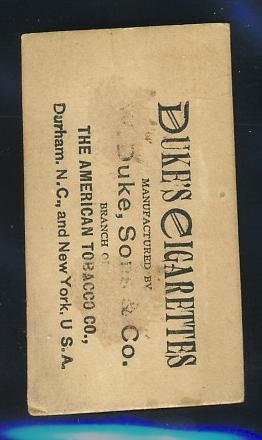 DUKE'S CIGARETTES
MANUFACTURED BY
W. Duke, Sons & Co.
BRANCH OF
THE AMERICAN TOBACCO CO.,
Durham. N.C., and New York, U.S.A.